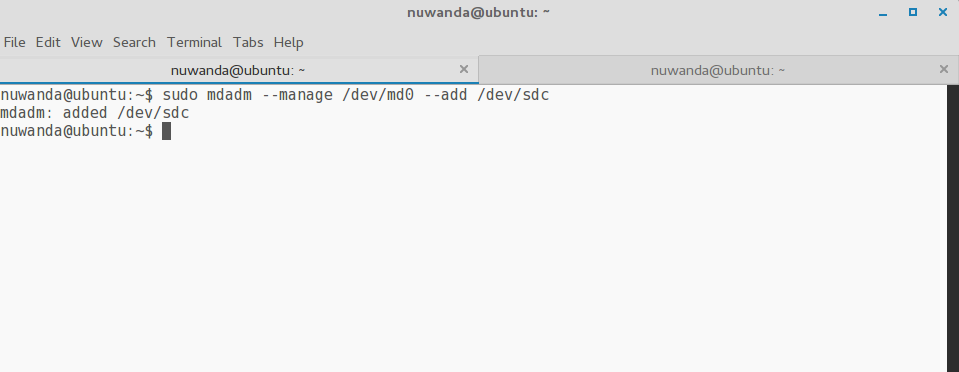 nuwanda@ubuntu: ~
File Edit View Search Terminal Tabs Help
nuwanda@ubuntu: ~ nuwanda@ubuntu: ~
nuwanda@ubuntu:~$ sudo mdadm --manage /dev/md0 --add /dev/sdc
mdadm: added /dev/sdc
nuwanda@ubuntu:~$